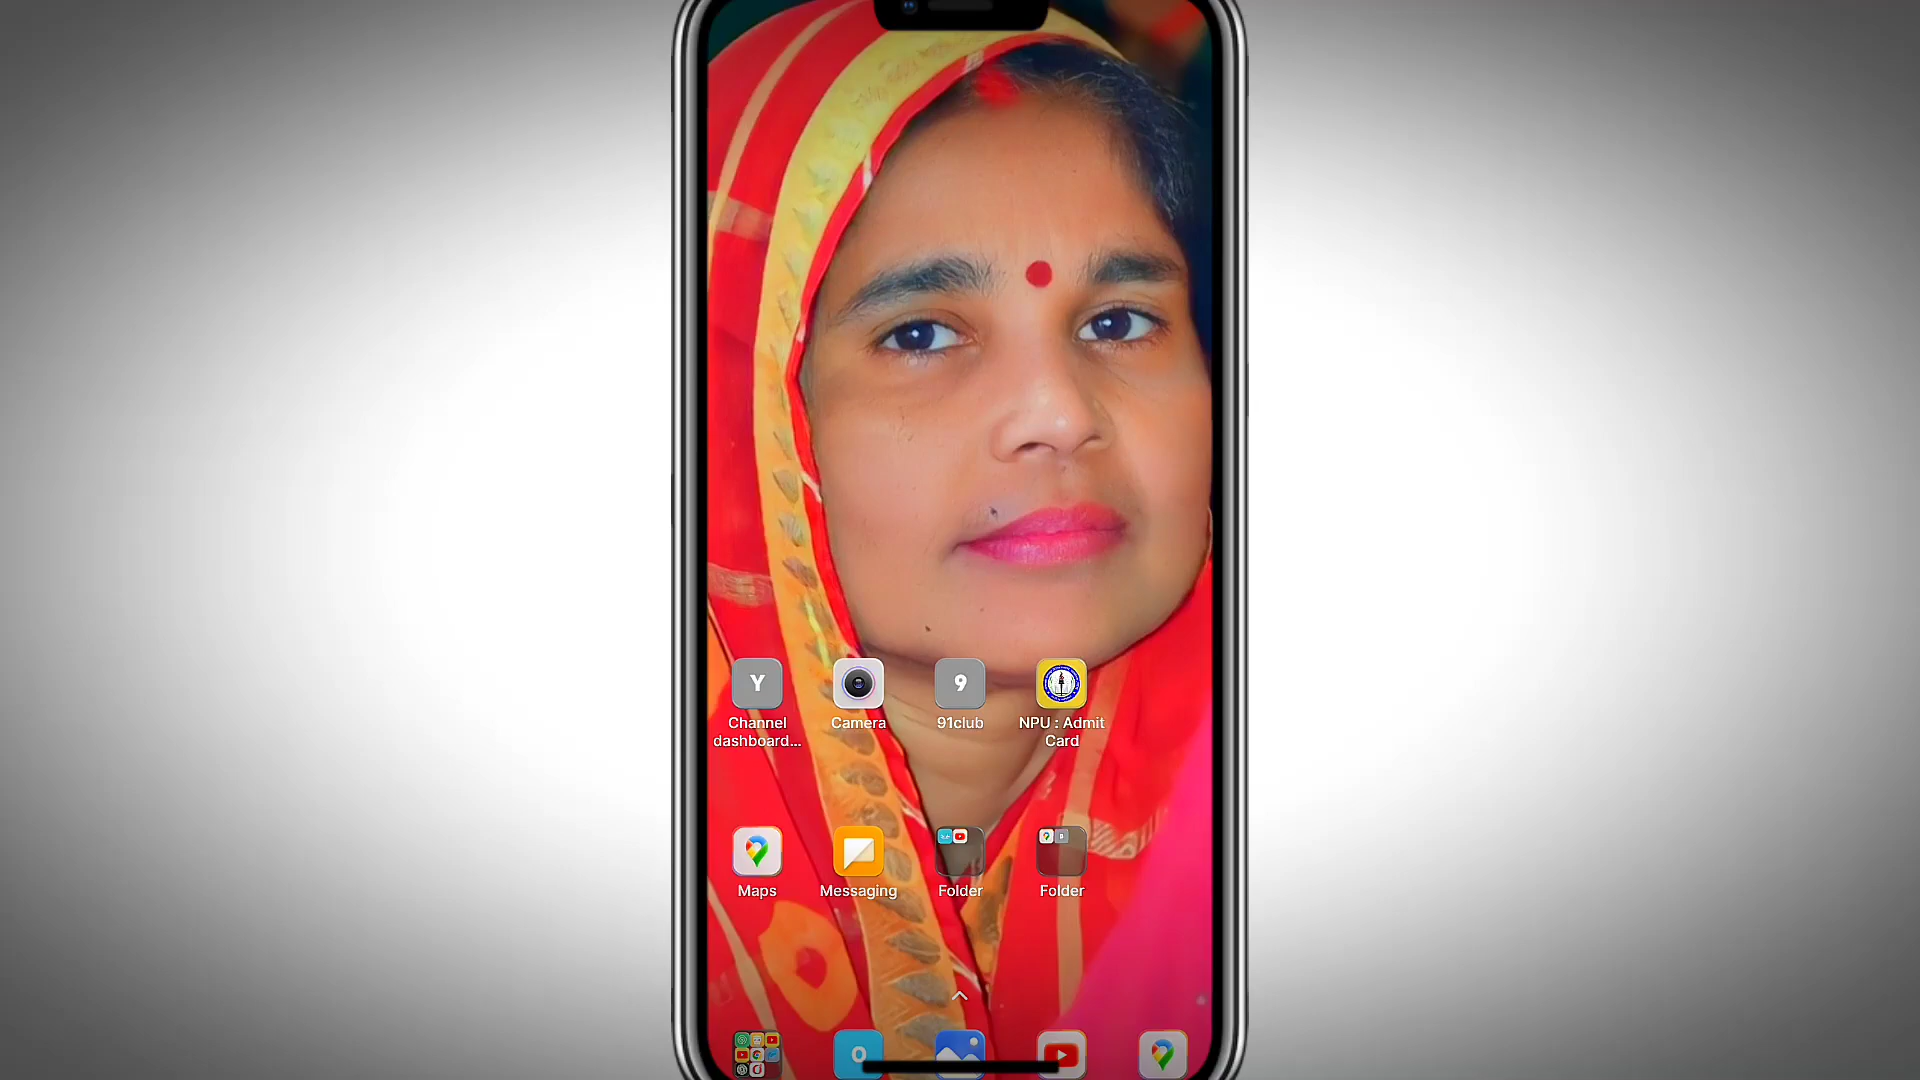 Y
9
Channel
dashboard...
Camera
91club
NPU : Admit
Card
Maps
Messaging
Folder
Folder